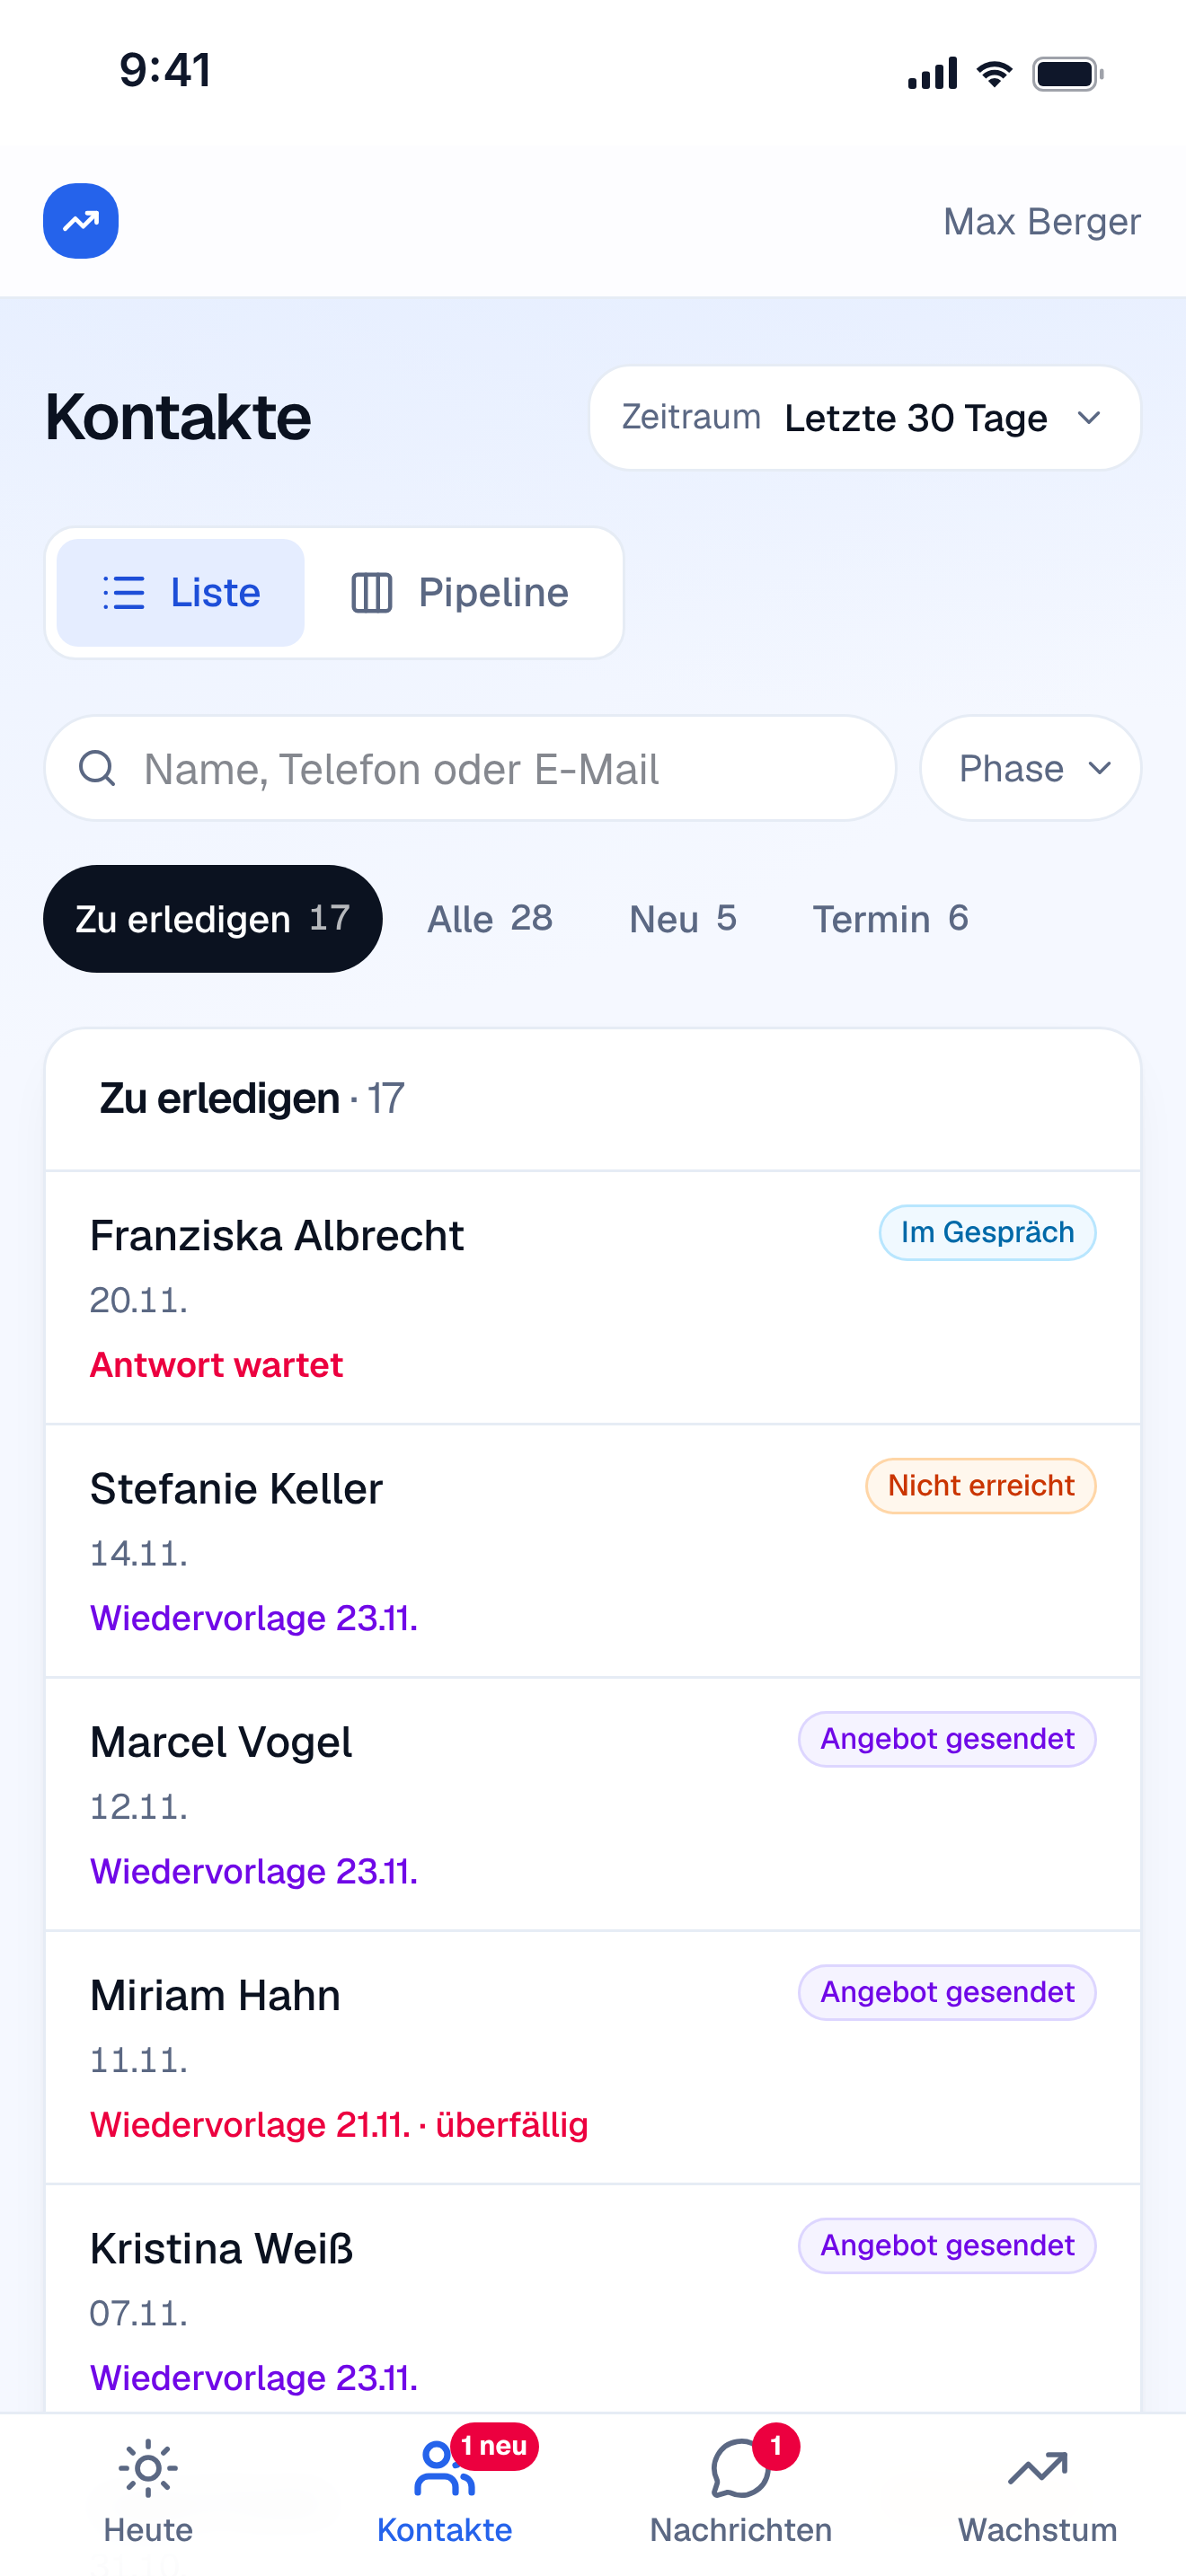 9:41
Max Berger
Kontakte
Zeitraum Letzte 30 Tage
Liste Pipeline
Name, Telefon oder E-Mail
Phase
Zu erledigen 17 Alle 28 Neu 5 Termin 6
Zu erledigen · 17
Franziska Albrecht
Im Gespräch
20.11.
Antwort wartet
Stefanie Keller
Nicht erreicht
14.11.
Wiedervorlage 23.11.
Marcel Vogel
Angebot gesendet
12.11.
Wiedervorlage 23.11.
Miriam Hahn
Angebot gesendet
11.11.
Wiedervorlage 21.11. · überfällig
Kristina Weiß
Angebot gesendet
07.11.
Wiedervorlage 23.11.
1 neu
1
Heute Kontakte Nachrichten Wachstum